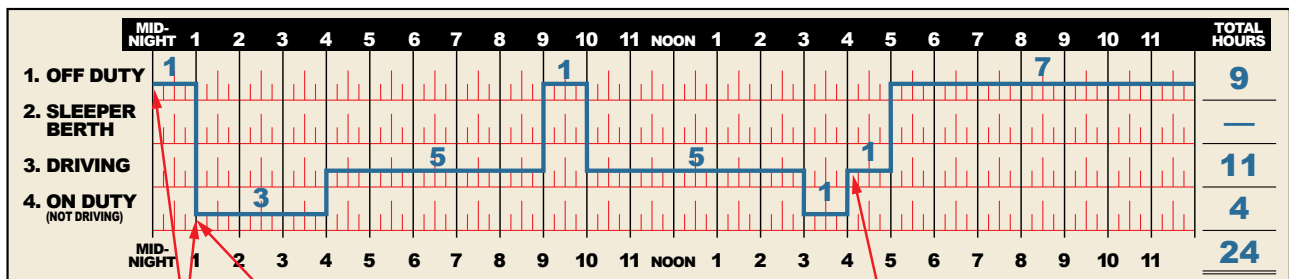 MID-NIGHT 1 2 3 4 5 6 7 8 9 10 11 NOON 1 2 3 4 5 6 7 8 9 10 11 TOTAL HOURS
1. OFF DUTY 1 1 7 9
2. SLEEPER BERTH —
3. DRIVING 5 5 1 11
4. ON DUTY 3 1 4
(NOT DRIVING)
MID-NIGHT 1 2 3 4 5 6 7 8 9 10 11 NOON 1 2 3 4 5 6 7 8 9 10 11 24